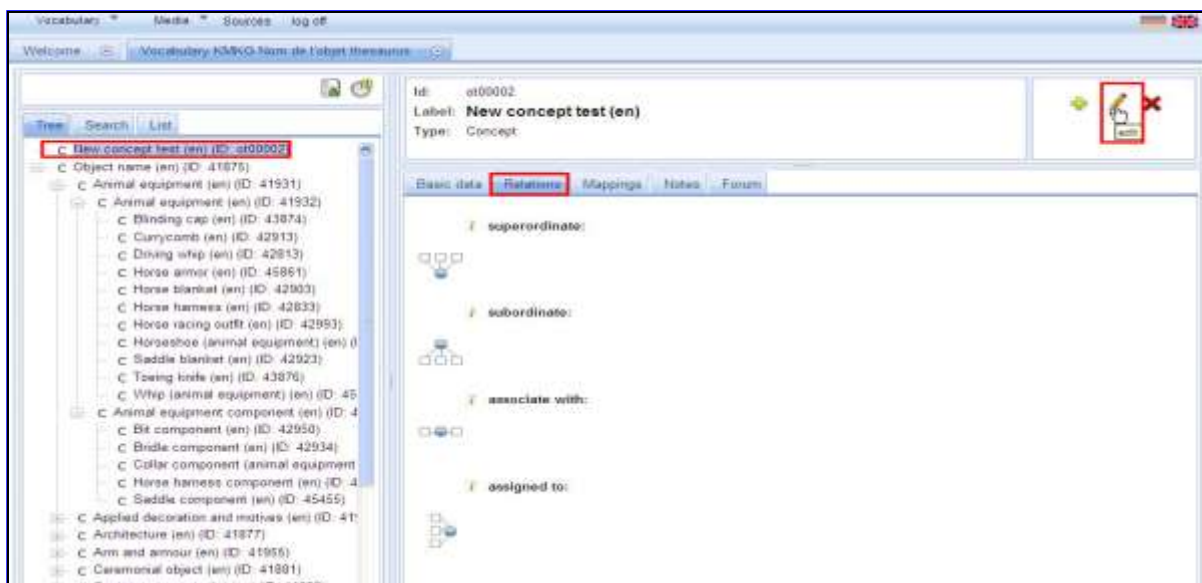 Vocabulary Media Sources log off
Welcome Vocabulary KMKG Nom de l'objet thesaurus
Tree Search List
C New concept test (en) (ID: ot00002)
C Object name (en) (ID: 41875)
C Animal equipment (en) (ID: 41931)
C Animal equipment (en) (ID: 41932)
C Blinding cap (en) (ID: 43874)
C Currycomb (en) (ID: 42913)
C Driving whip (en) (ID: 42813)
C Horse armor (en) (ID: 45861)
C Horse blanket (en) (ID: 42903)
C Horse harness (en) (ID: 42833)
C Horse racing outfit (en) (ID: 42993)
C Horseshoe (animal equipment) (en) (I
C Saddle blanket (en) (ID: 42923)
C Towing knife (en) (ID: 43876)
C Whip (animal equipment) (en) (ID: 45
C Animal equipment component (en) (ID: 4
C Bit component (en) (ID: 42950)
C Bridle component (en) (ID: 42934)
C Collar component (animal equipment
C Horse harness component (en) (ID: 4
C Saddle component (en) (ID: 45455)
C Applied decoration and motives (en) (ID: 41
C Architecture (en) (ID: 41877)
C Arm and armour (en) (ID: 41955)
C Ceremonial object (en) (ID: 41881)
Id: ot00002
Label: New concept test (en)
Type: Concept
edit
Basic data Relations Mappings Notes Forum
i superordinate:
i subordinate:
i associate with:
i assigned to: